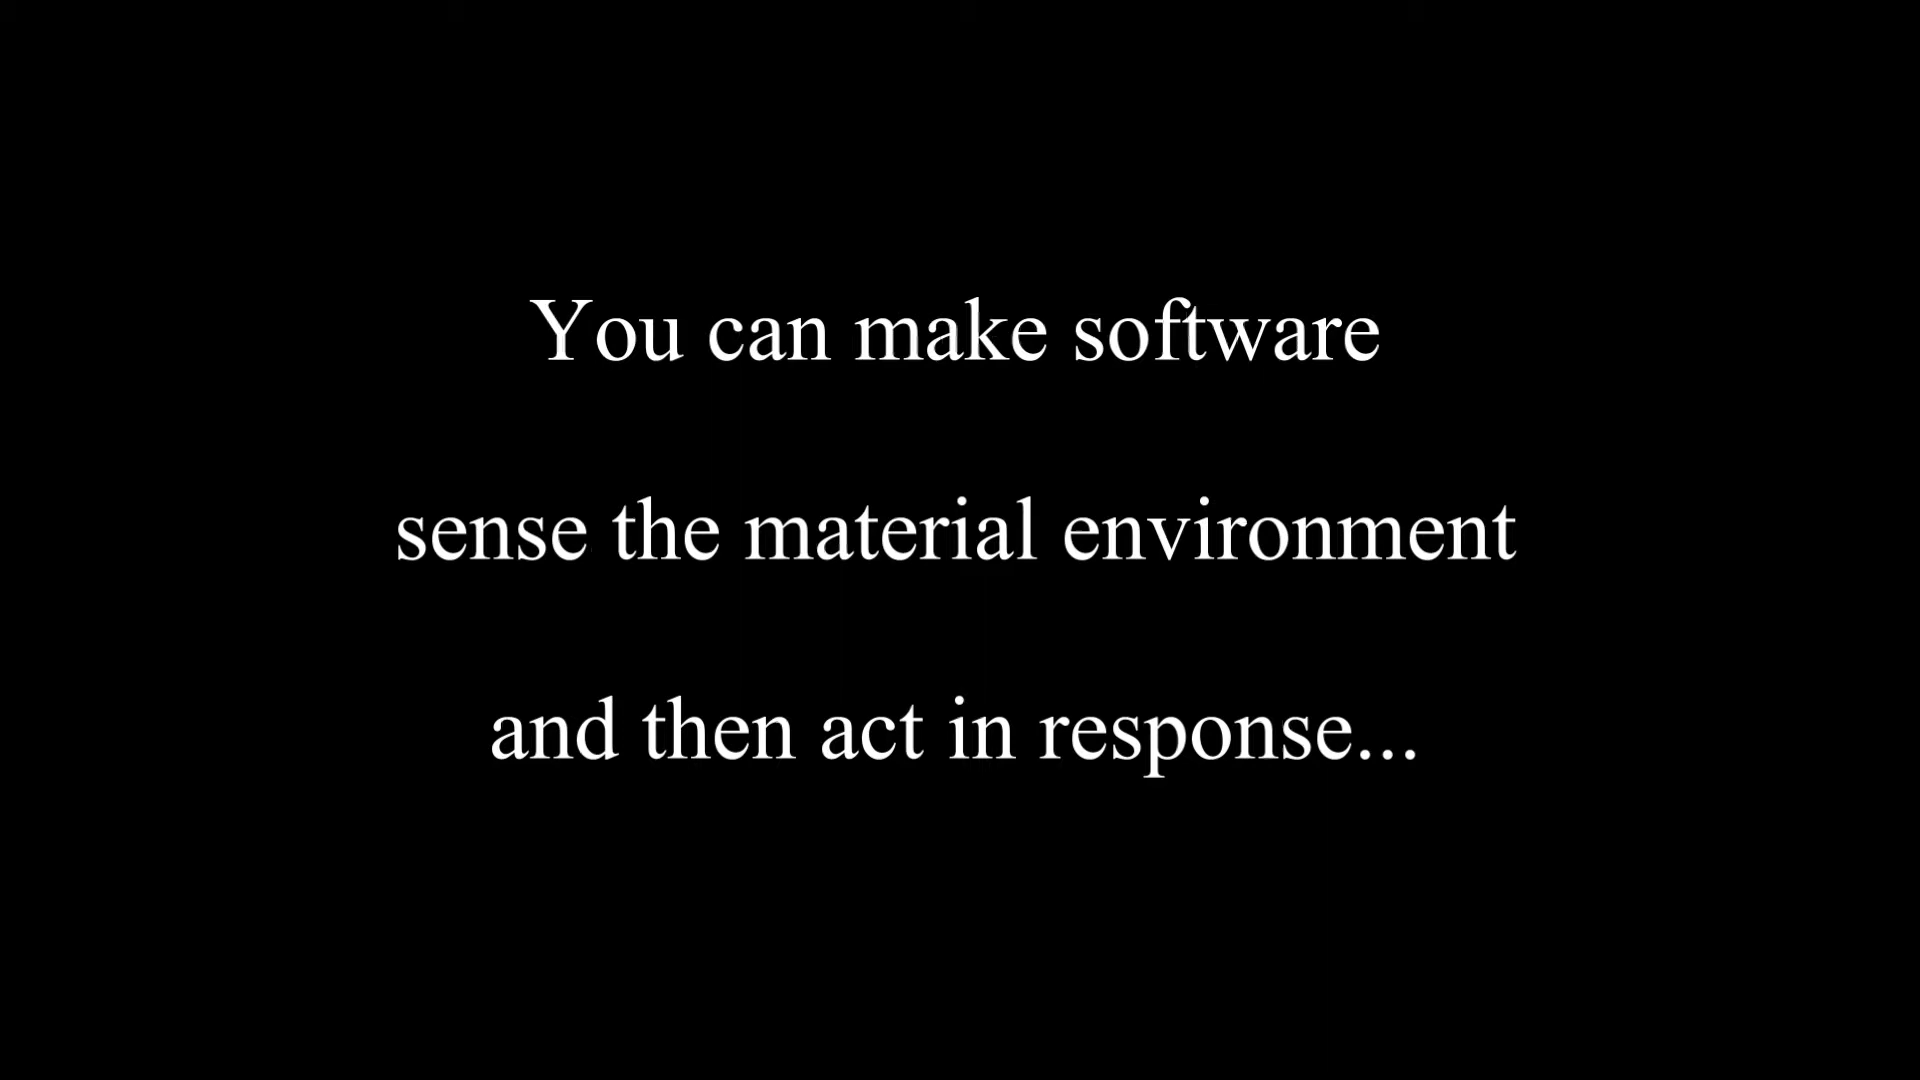 You can make software
sense the material environment
and then act in response...